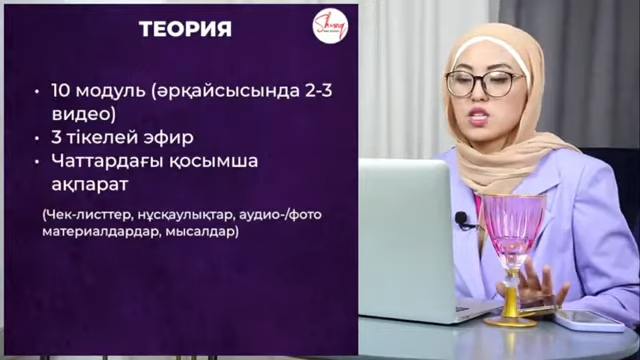 ТЕОРИЯ
• 10 модуль (әрқайсысында 2-3
видео)
• 3 тікелей эфир
• Чаттардағы қосымша
ақпарат
(Чек-листтер, нұсқаулықтар, аудио-/фото
материалдардар, мысалдар)